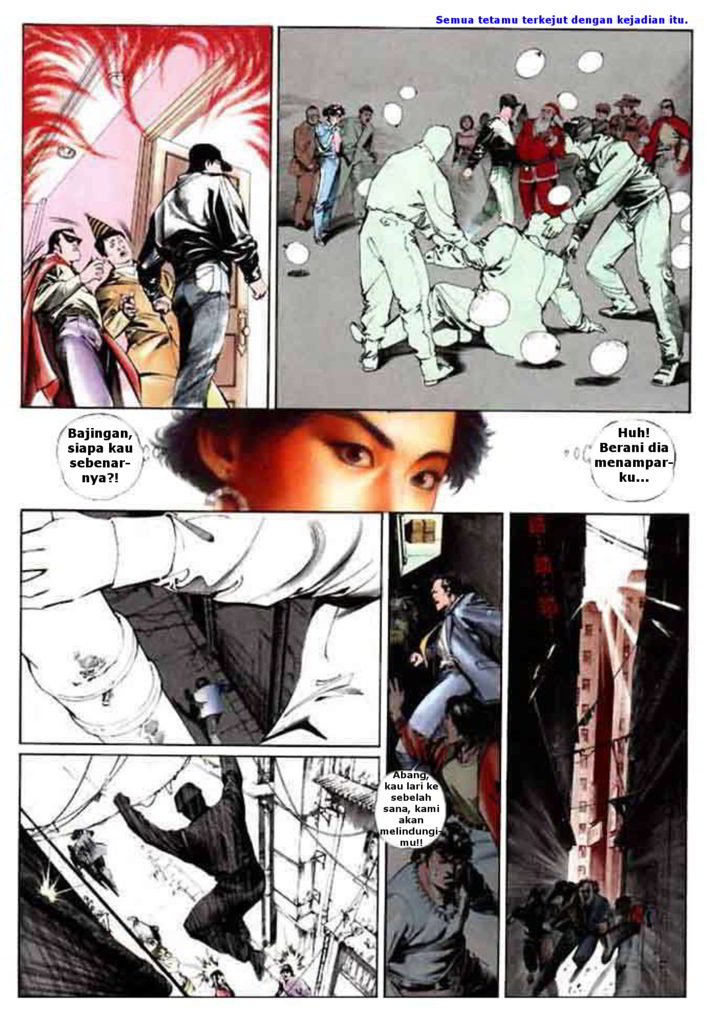 Semua tetamu terkejut dengan kejadian itu.
Bajingan,
siapa kau
sebenar-
nya?!
Huh!
Berani dia
menampar-
ku...
Abang,
kau lari ke
sebelah
sana, kami
akan
melindungi-
mu!!